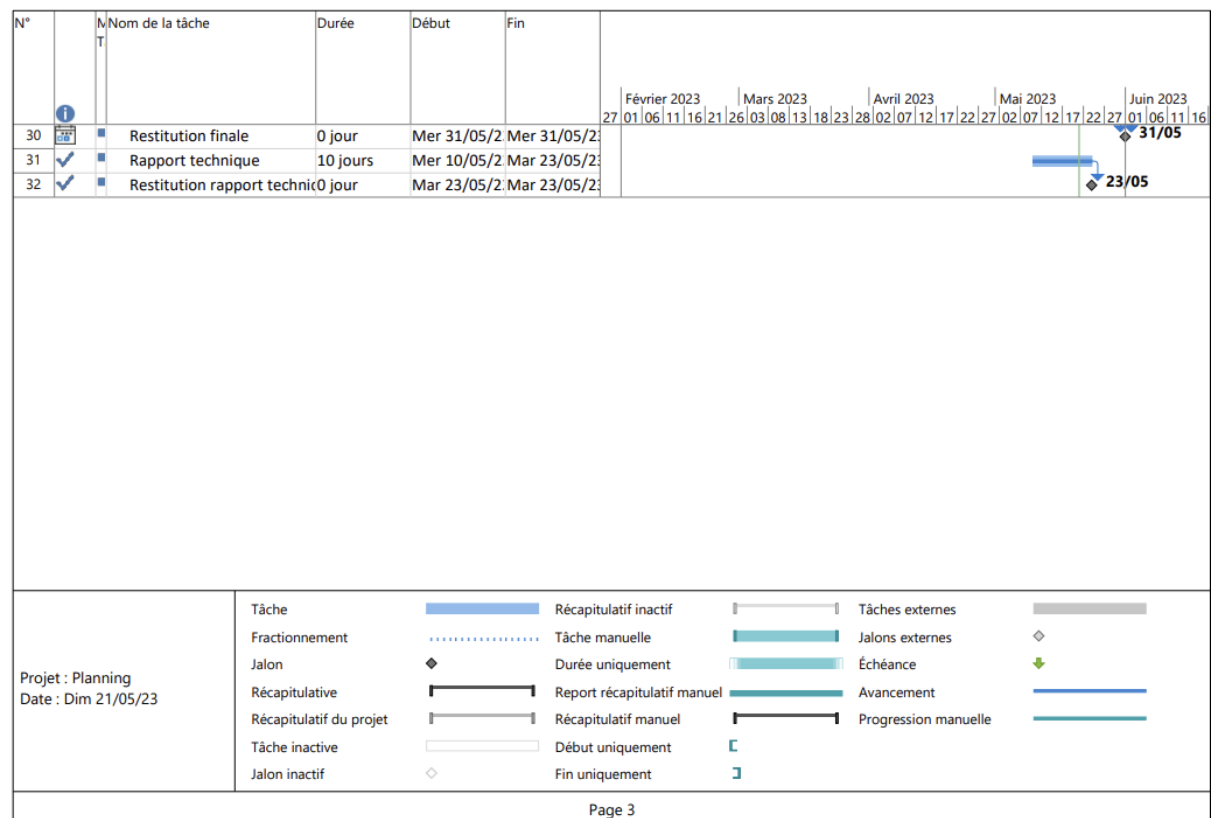 N° M Nom de la tâche Durée Début Fin
T
Février 2023 Mars 2023 Avril 2023 Mai 2023 Juin 2023
27 01 06 11 16 21 26 03 08 13 18 23 28 02 07 12 17 22 27 02 07 12 17 22 27 01 06 11 16
30 Restitution finale 0 jour Mer 31/05/2 Mer 31/05/2 31/05
31 Rapport technique 10 jours Mer 10/05/2 Mar 23/05/2
32 Restitution rapport technic 0 jour Mar 23/05/2 Mar 23/05/2 23/05
Projet : Planning
Date : Dim 21/05/23
Tâche
Fractionnement
Jalon
Récapitulative
Récapitulatif du projet
Tâche inactive
Jalon inactif
Récapitulatif inactif
Tâche manuelle
Durée uniquement
Report récapitulatif manuel
Récapitulatif manuel
Début uniquement
Fin uniquement
Tâches externes
Jalons externes
Échéance
Avancement
Progression manuelle
Page 3